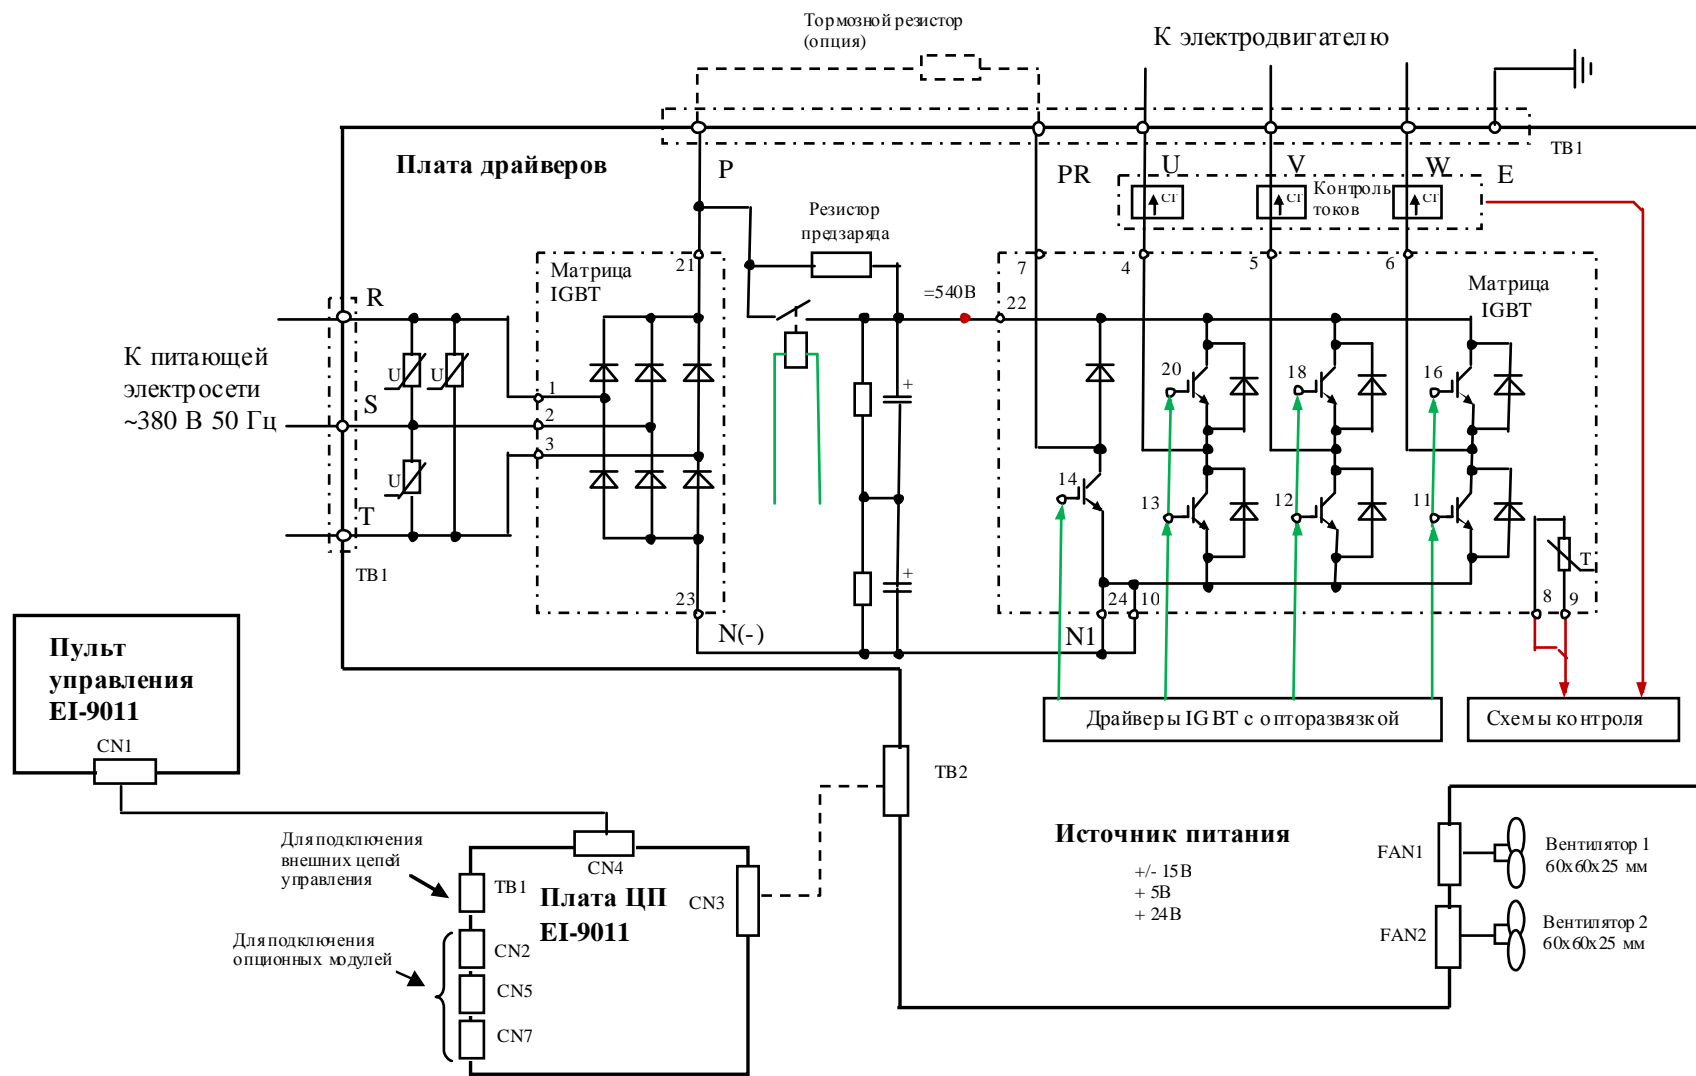 Тормозной резистор
(опция)
К электродвигателю
TB1
Плата драйверов
P
PR
U
V
W
E
CT
CT
CT
Контроль
токов
Резистор
предзаряда
Матрица
IGBT
21
7
4
5
6
Матрица
IGBT
=540В
22
R
К питающей
электросети
~380 В 50 Гц
S
T
U
U
U
1
2
3
+
+
20
18
16
14
13
12
11
T
TB1
23
N(-)
24
10
N1
8
9
Драйверы IGBT с опторазвязкой
Схемы контроля
Пульт
управления
EI-9011
CN1
TB2
Для подключения
внешних цепей
управления
CN4
TB1
Плата ЦП
EI-9011
CN3
Для подключения
опционных модулей
CN2
CN5
CN7
Источник питания
+/- 15В
+ 5В
+ 24В
FAN1
Вентилятор 1
60x60x25 мм
FAN2
Вентилятор 2
60x60x25 мм